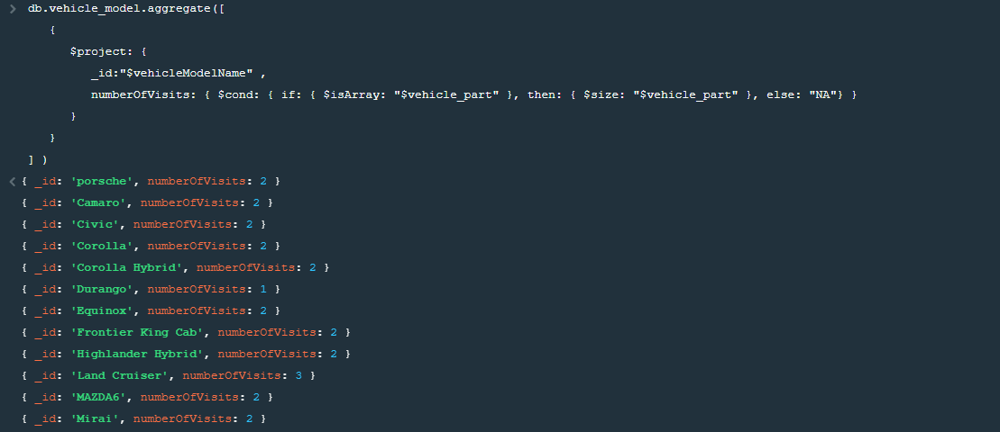 > db.vehicle_model.aggregate([
{
$project: {
_id:"$vehicleModelName" ,
numberOfVisits: { $cond: { if: { $isArray: "$vehicle_part" }, then: { $size: "$vehicle_part" }, else: "NA"} }
}
}
] )
< { _id: 'porsche', numberOfVisits: 2 }
{ _id: 'Camaro', numberOfVisits: 2 }
{ _id: 'Civic', numberOfVisits: 2 }
{ _id: 'Corolla', numberOfVisits: 2 }
{ _id: 'Corolla Hybrid', numberOfVisits: 2 }
{ _id: 'Durango', numberOfVisits: 1 }
{ _id: 'Equinox', numberOfVisits: 2 }
{ _id: 'Frontier King Cab', numberOfVisits: 2 }
{ _id: 'Highlander Hybrid', numberOfVisits: 2 }
{ _id: 'Land Cruiser', numberOfVisits: 3 }
{ _id: 'MAZDA6', numberOfVisits: 2 }
{ _id: 'Mirai', numberOfVisits: 2 }